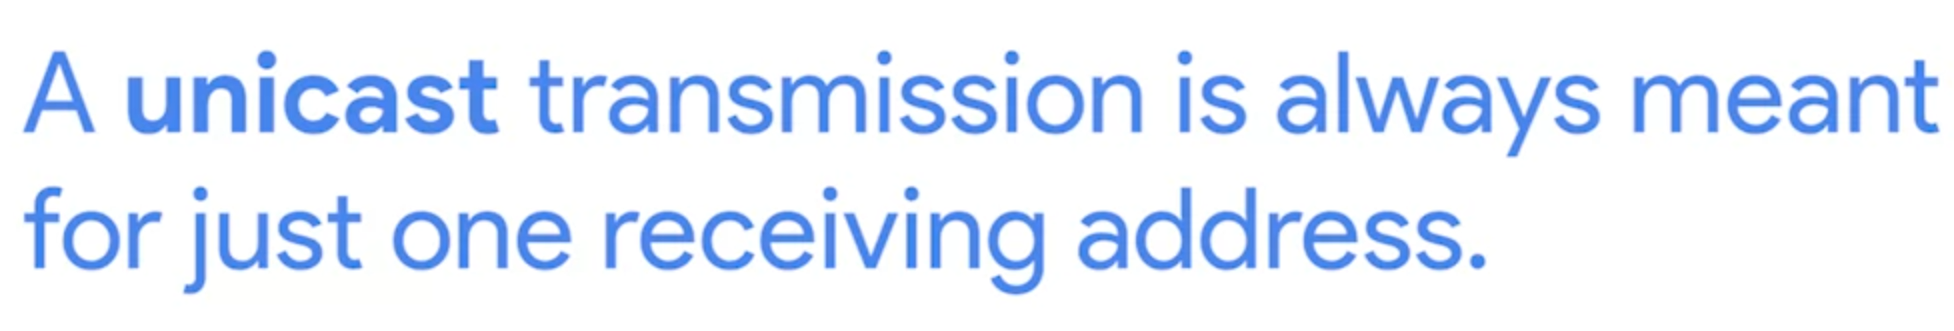 A unicast transmission is always meant
for just one receiving address.